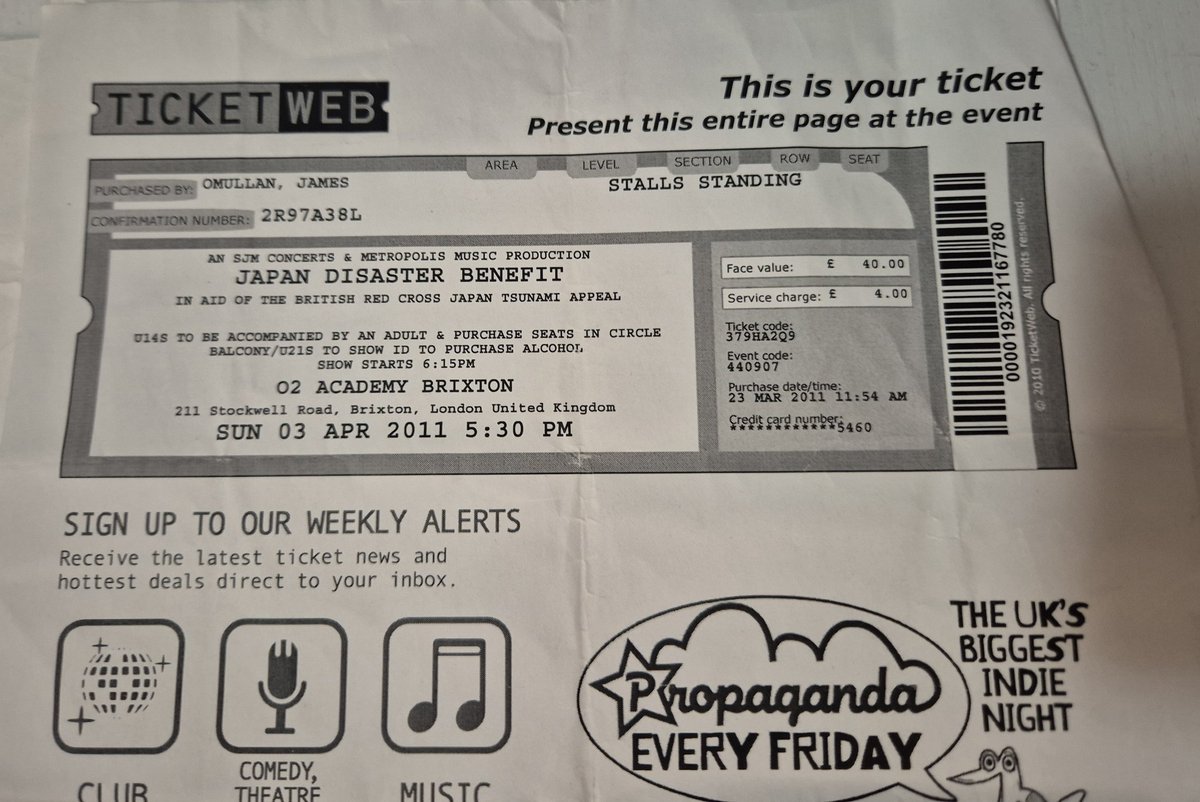 TICKETWEB
This is your ticket
Present this entire page at the event
AREA LEVEL SECTION ROW SEAT
PURCHASED BY: OMULLAN, JAMES
STALLS STANDING
CONFIRMATION NUMBER: 2R97A38L
AN SJM CONCERTS & METROPOLIS MUSIC PRODUCTION
JAPAN DISASTER BENEFIT
IN AID OF THE BRITISH RED CROSS JAPAN TSUNAMI APPEAL
U14S TO BE ACCOMPANIED BY AN ADULT & PURCHASE SEATS IN CIRCLE
BALCONY/U21S TO SHOW ID TO PURCHASE ALCOHOL
SHOW STARTS 6:15PM
O2 ACADEMY BRIXTON
211 Stockwell Road, Brixton, London United Kingdom
SUN 03 APR 2011 5:30 PM
Face value: £ 40.00
Service charge: £ 4.00
Ticket code:
379HA2Q9
Event code:
440907
Purchase date/time:
23 MAR 2011 11:54 AM
Credit card number:
************5460
0000192321167780
© 2010 TicketWeb. All rights reserved.
SIGN UP TO OUR WEEKLY ALERTS
Receive the latest ticket news and
hottest deals direct to your inbox.
CLUB
COMEDY,
THEATRE
MUSIC
Propaganda
EVERY FRIDAY
THE UK'S
BIGGEST
INDIE
NIGHT